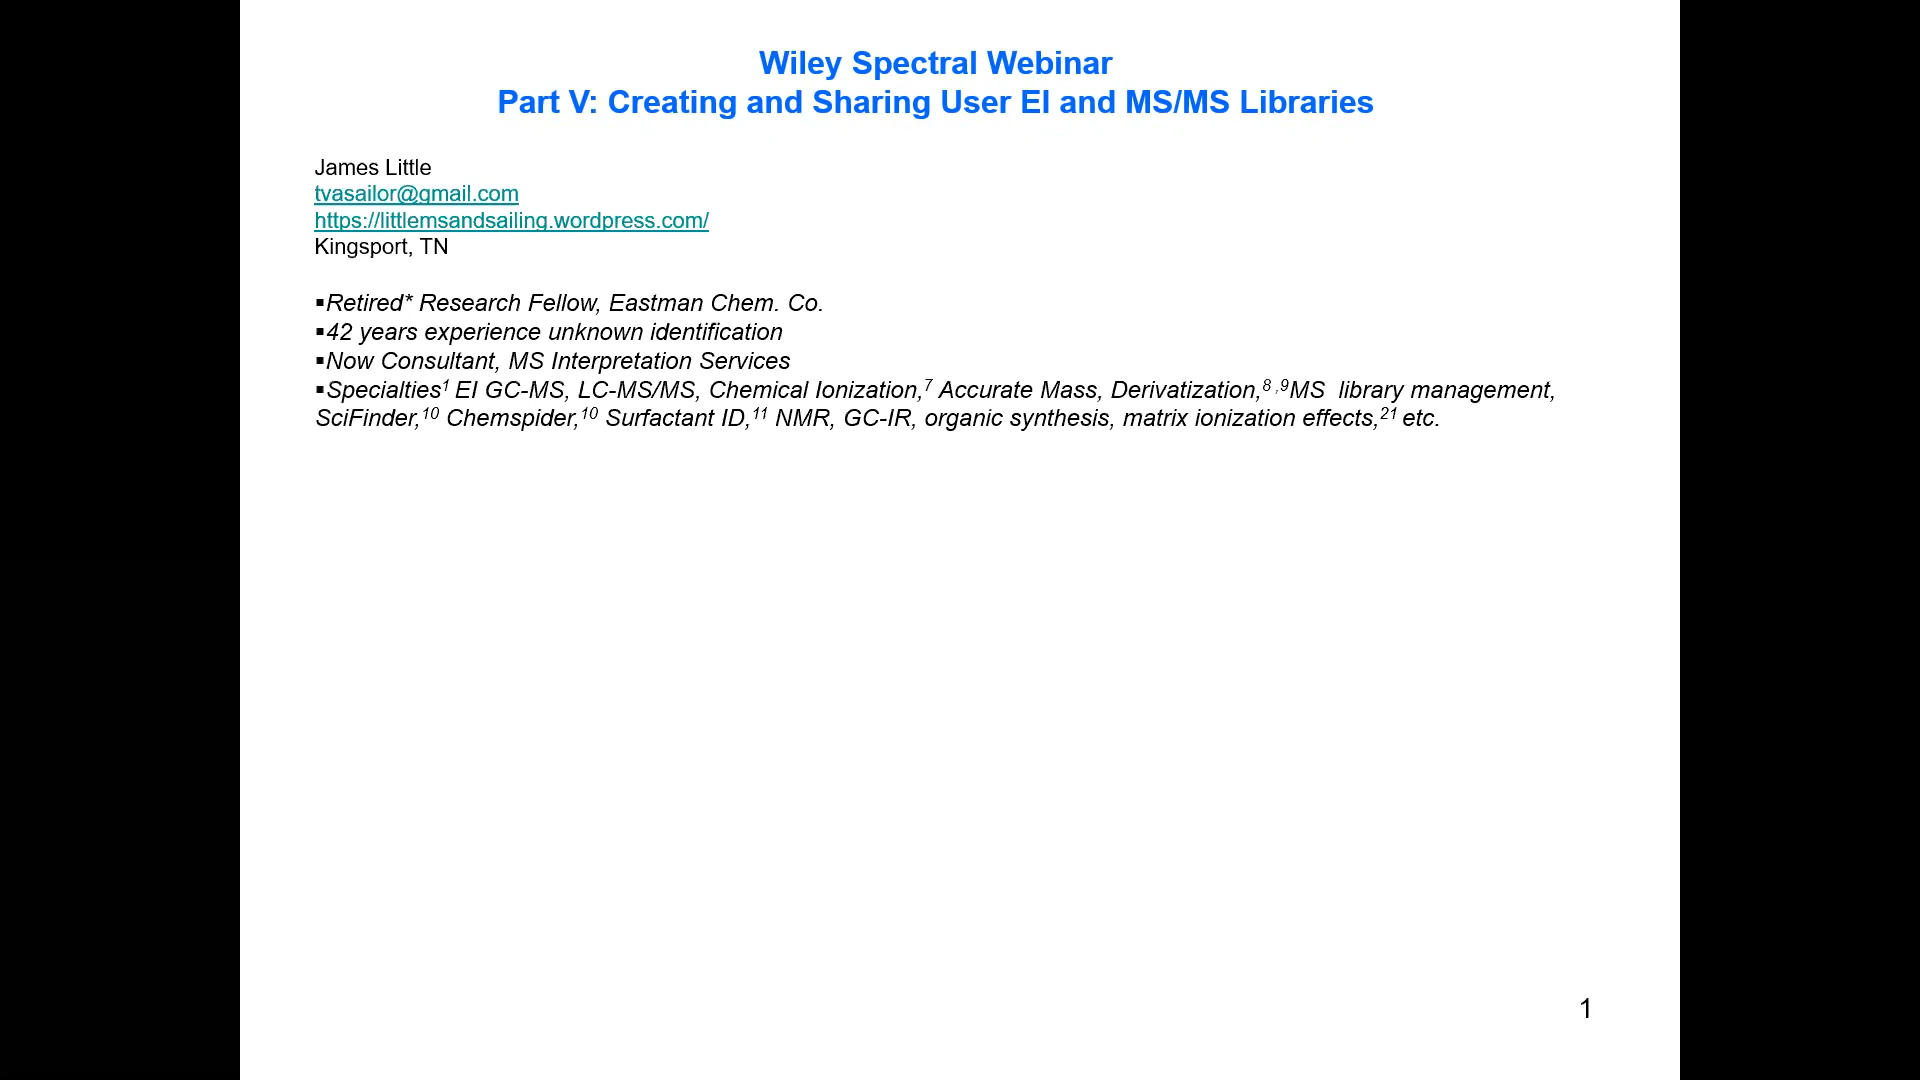 Wiley Spectral Webinar
Part V: Creating and Sharing User EI and MS/MS Libraries
James Little
tvasailor@gmail.com
https://littlemsandsailing.wordpress.com/
Kingsport, TN
▪Retired* Research Fellow, Eastman Chem. Co.
▪42 years experience unknown identification
▪Now Consultant, MS Interpretation Services
▪Specialties1 EI GC-MS, LC-MS/MS, Chemical Ionization,7 Accurate Mass, Derivatization,8 ,9MS library management,
SciFinder,10 Chemspider,10 Surfactant ID,11 NMR, GC-IR, organic synthesis, matrix ionization effects,21 etc.
1